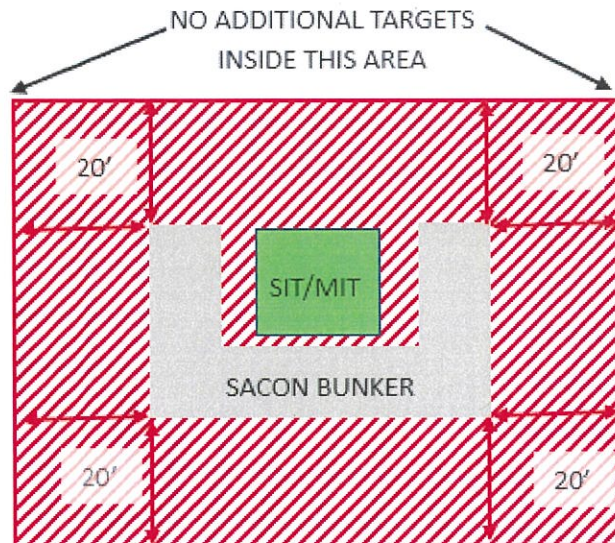 NO ADDITIONAL TARGETS
INSIDE THIS AREA
20'
20'
SIT/MIT
SACON BUNKER
20'
20'